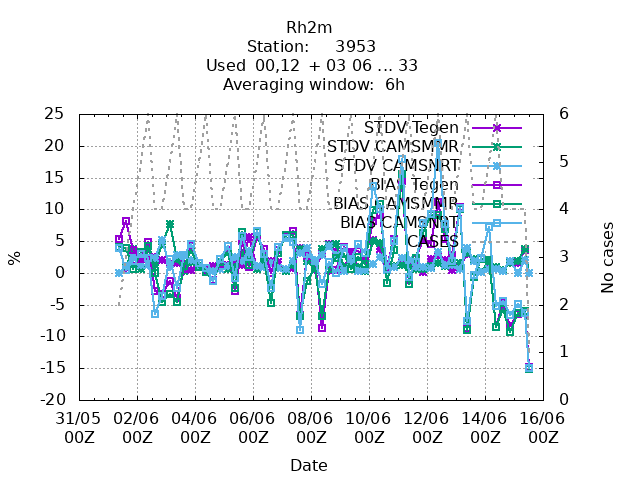 Rh2m
Station: 3953
Used 00,12 + 03 06 ... 33
Averaging window: 6h
25
20
15
10
5
0
-5
-10
-15
-20
%
6
5
4
3
2
1
0
No cases
STDV Tegen
STDV CAMSMMR
STDV CAMSNRT
BIAS Tegen
BIAS CAMSMMR
BIAS CAMSNRT
CASES
31/05 02/06 04/06 06/06 08/06 10/06 12/06 14/06 16/06
00Z 00Z 00Z 00Z 00Z 00Z 00Z 00Z 00Z
Date